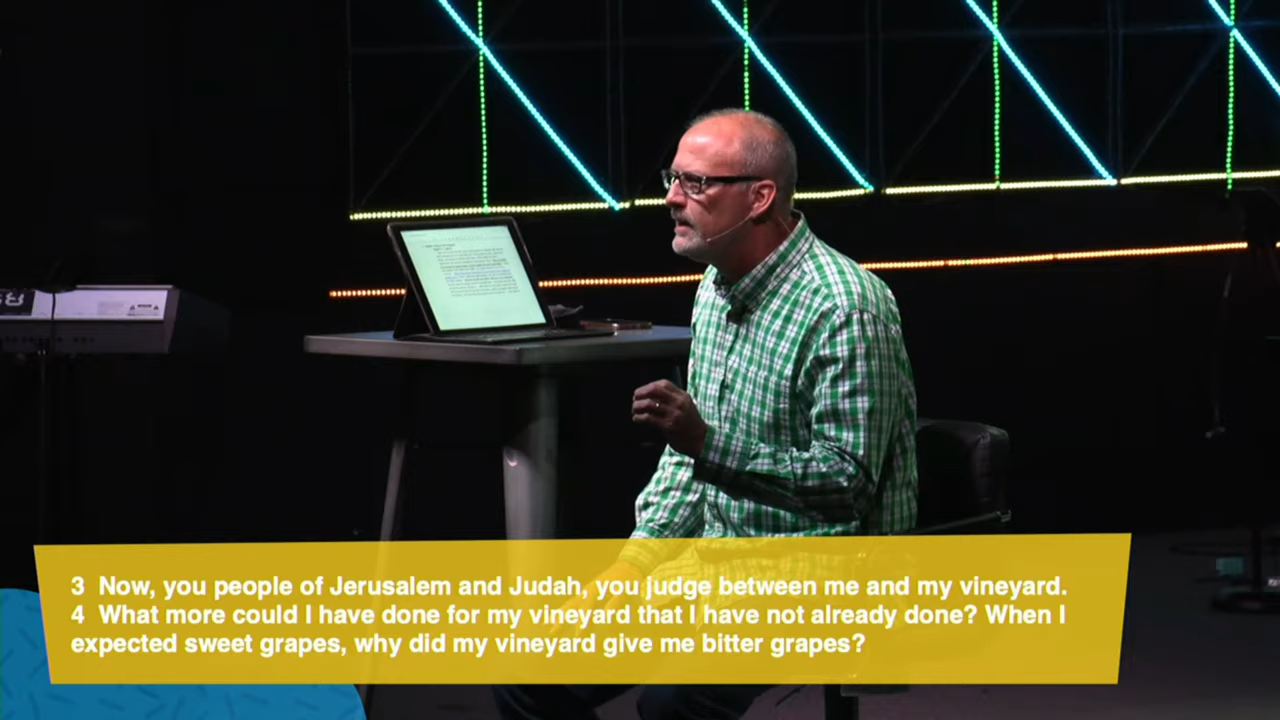 3 Now, you people of Jerusalem and Judah, you judge between me and my vineyard.
4 What more could I have done for my vineyard that I have not already done? When I
expected sweet grapes, why did my vineyard give me bitter grapes?